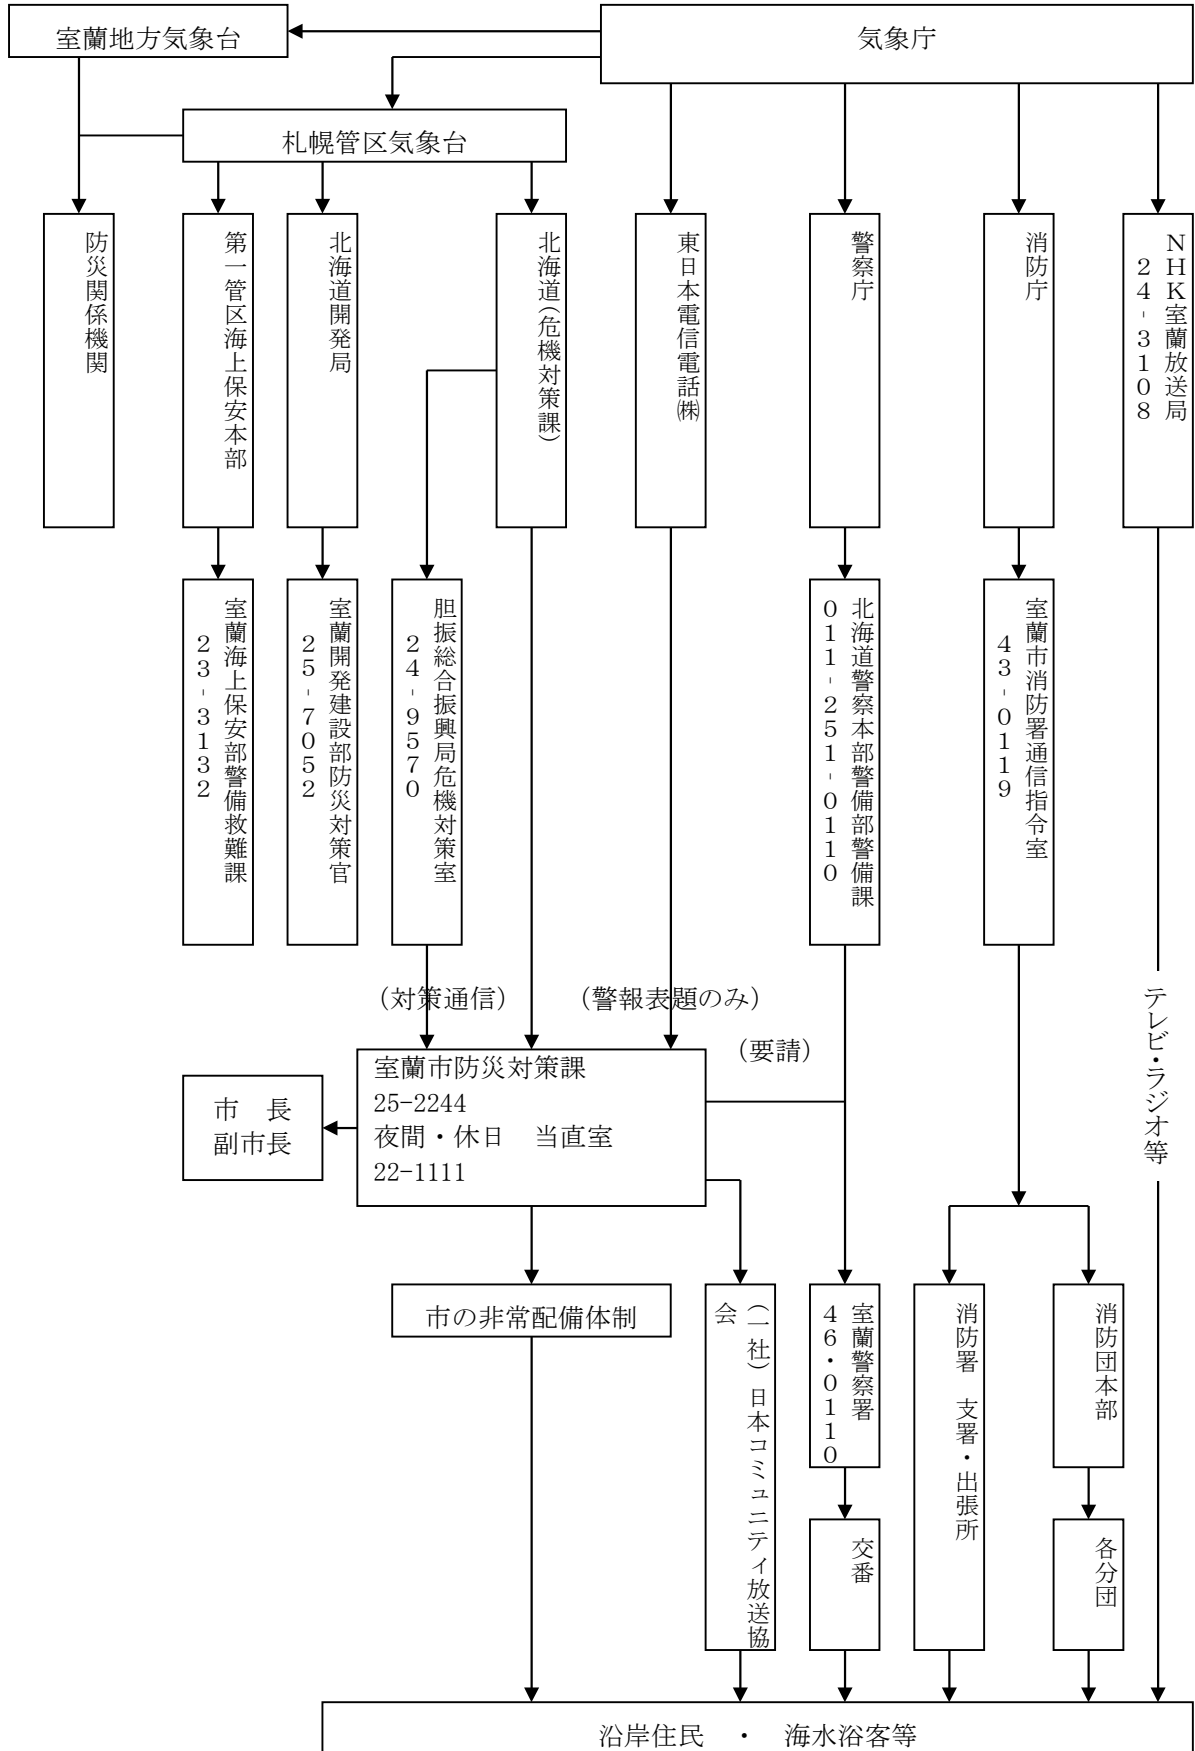 室蘭地方気象台
気象庁
札幌管区気象台
防災関係機関
第一管区海上保安本部
北海道開発局
北海道(危機対策課)
東日本電信電話㈱
警察庁
消防庁
NHK室蘭放送局
24-3108
室蘭海上保安部警備救難課
23-3132
室蘭開発建設部防災対策官
25-7052
胆振総合振興局危機対策室
24-9570
北海道警察本部警備部警備課
011-251-0110
室蘭市消防署通信指令室
43-0119
(対策通信)
(警報表題のみ)
(要請)
テレビ・ラジオ等
室蘭市防災対策課
25-2244
夜間・休日 当直室
22-1111
市 長
副市長
市の非常配備体制
(一社)日本コミュニティ放送協
会
室蘭警察署
46・0110
消防署 支署・出張所
消防団本部
交番
各分団
沿岸住民 ・ 海水浴客等